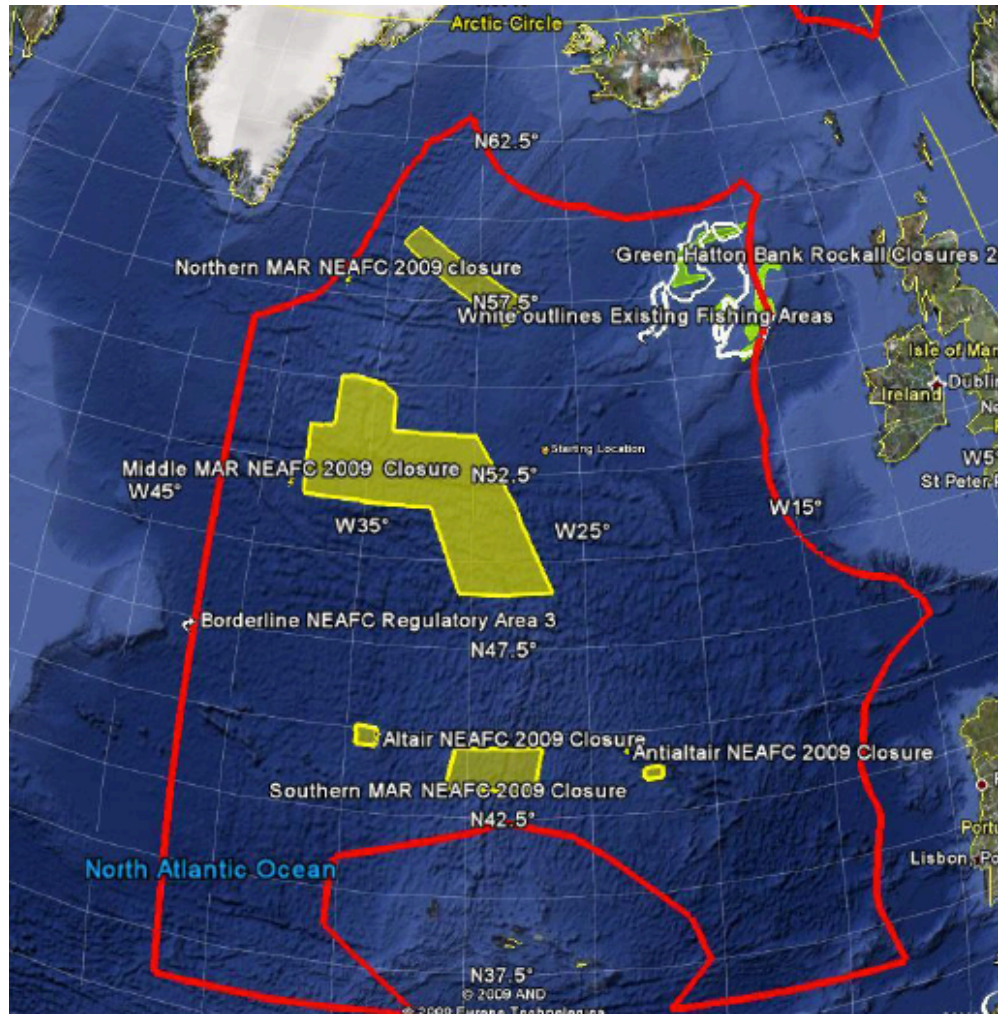 Arctic Circle
N62.5°
Green Hatton Bank Rockall Closures 2
Northern MAR NEAFC 2009 closure
N57.5°
White outlines Existing Fishing Areas
Isle of Man
Dublin
Ireland
Starting Location
W5°
Middle MAR NEAFC 2009 Closure
N52.5°
St Peter
W45°
W15°
W35°
W25°
Borderline NEAFC Regulatory Area 3
N47.5°
Altair NEAFC 2009 Closure
Antialtair NEAFC 2009 Closure
Southern MAR NEAFC 2009 Closure
N42.5°
Portu
North Atlantic Ocean
Lisbon, Po
N37.5°
© 2009 AND
© 2009 Europa Technologies